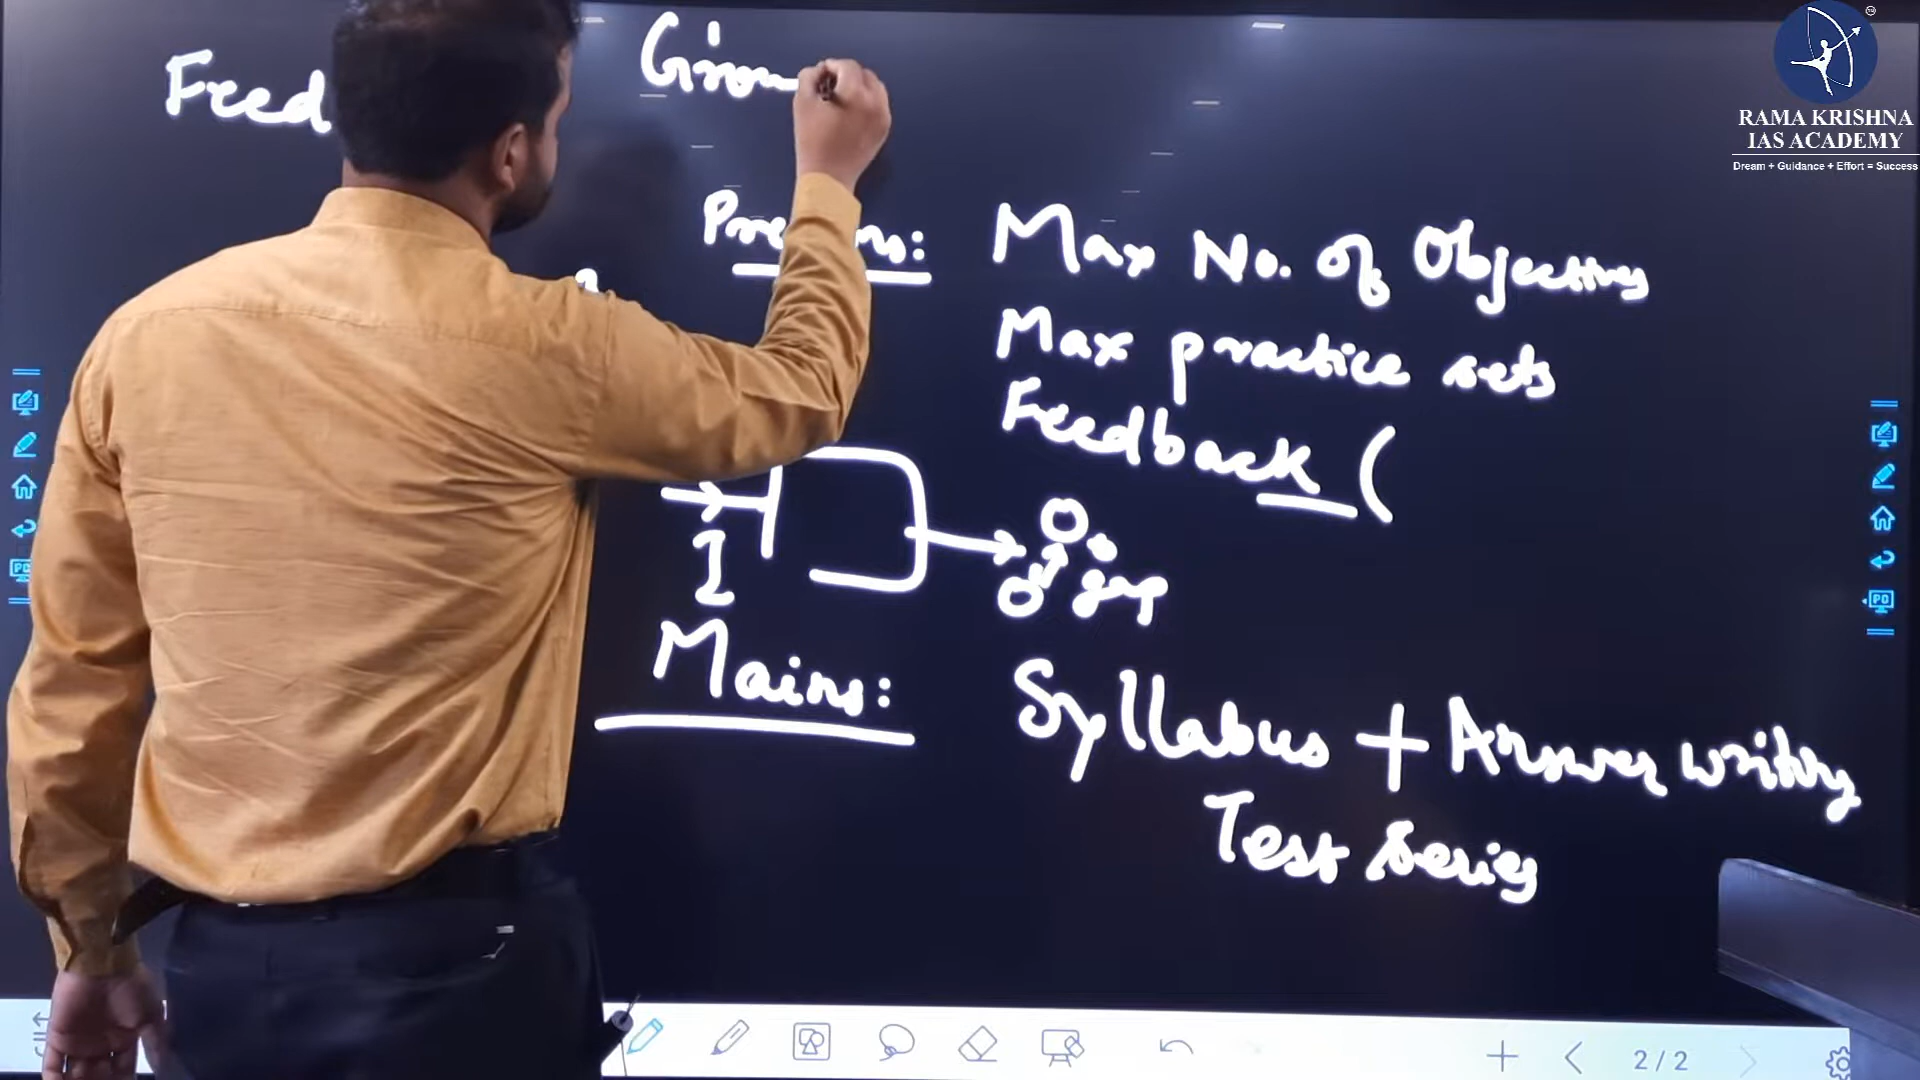 Feed
RAMA KRISHNA
IAS ACADEMY
Dream + Guidance + Effort = Success
Max No. of Objectives
Max practice sets
Feedback (
gap
Mains:
Syllabus + Answer writing
Test series
2/2